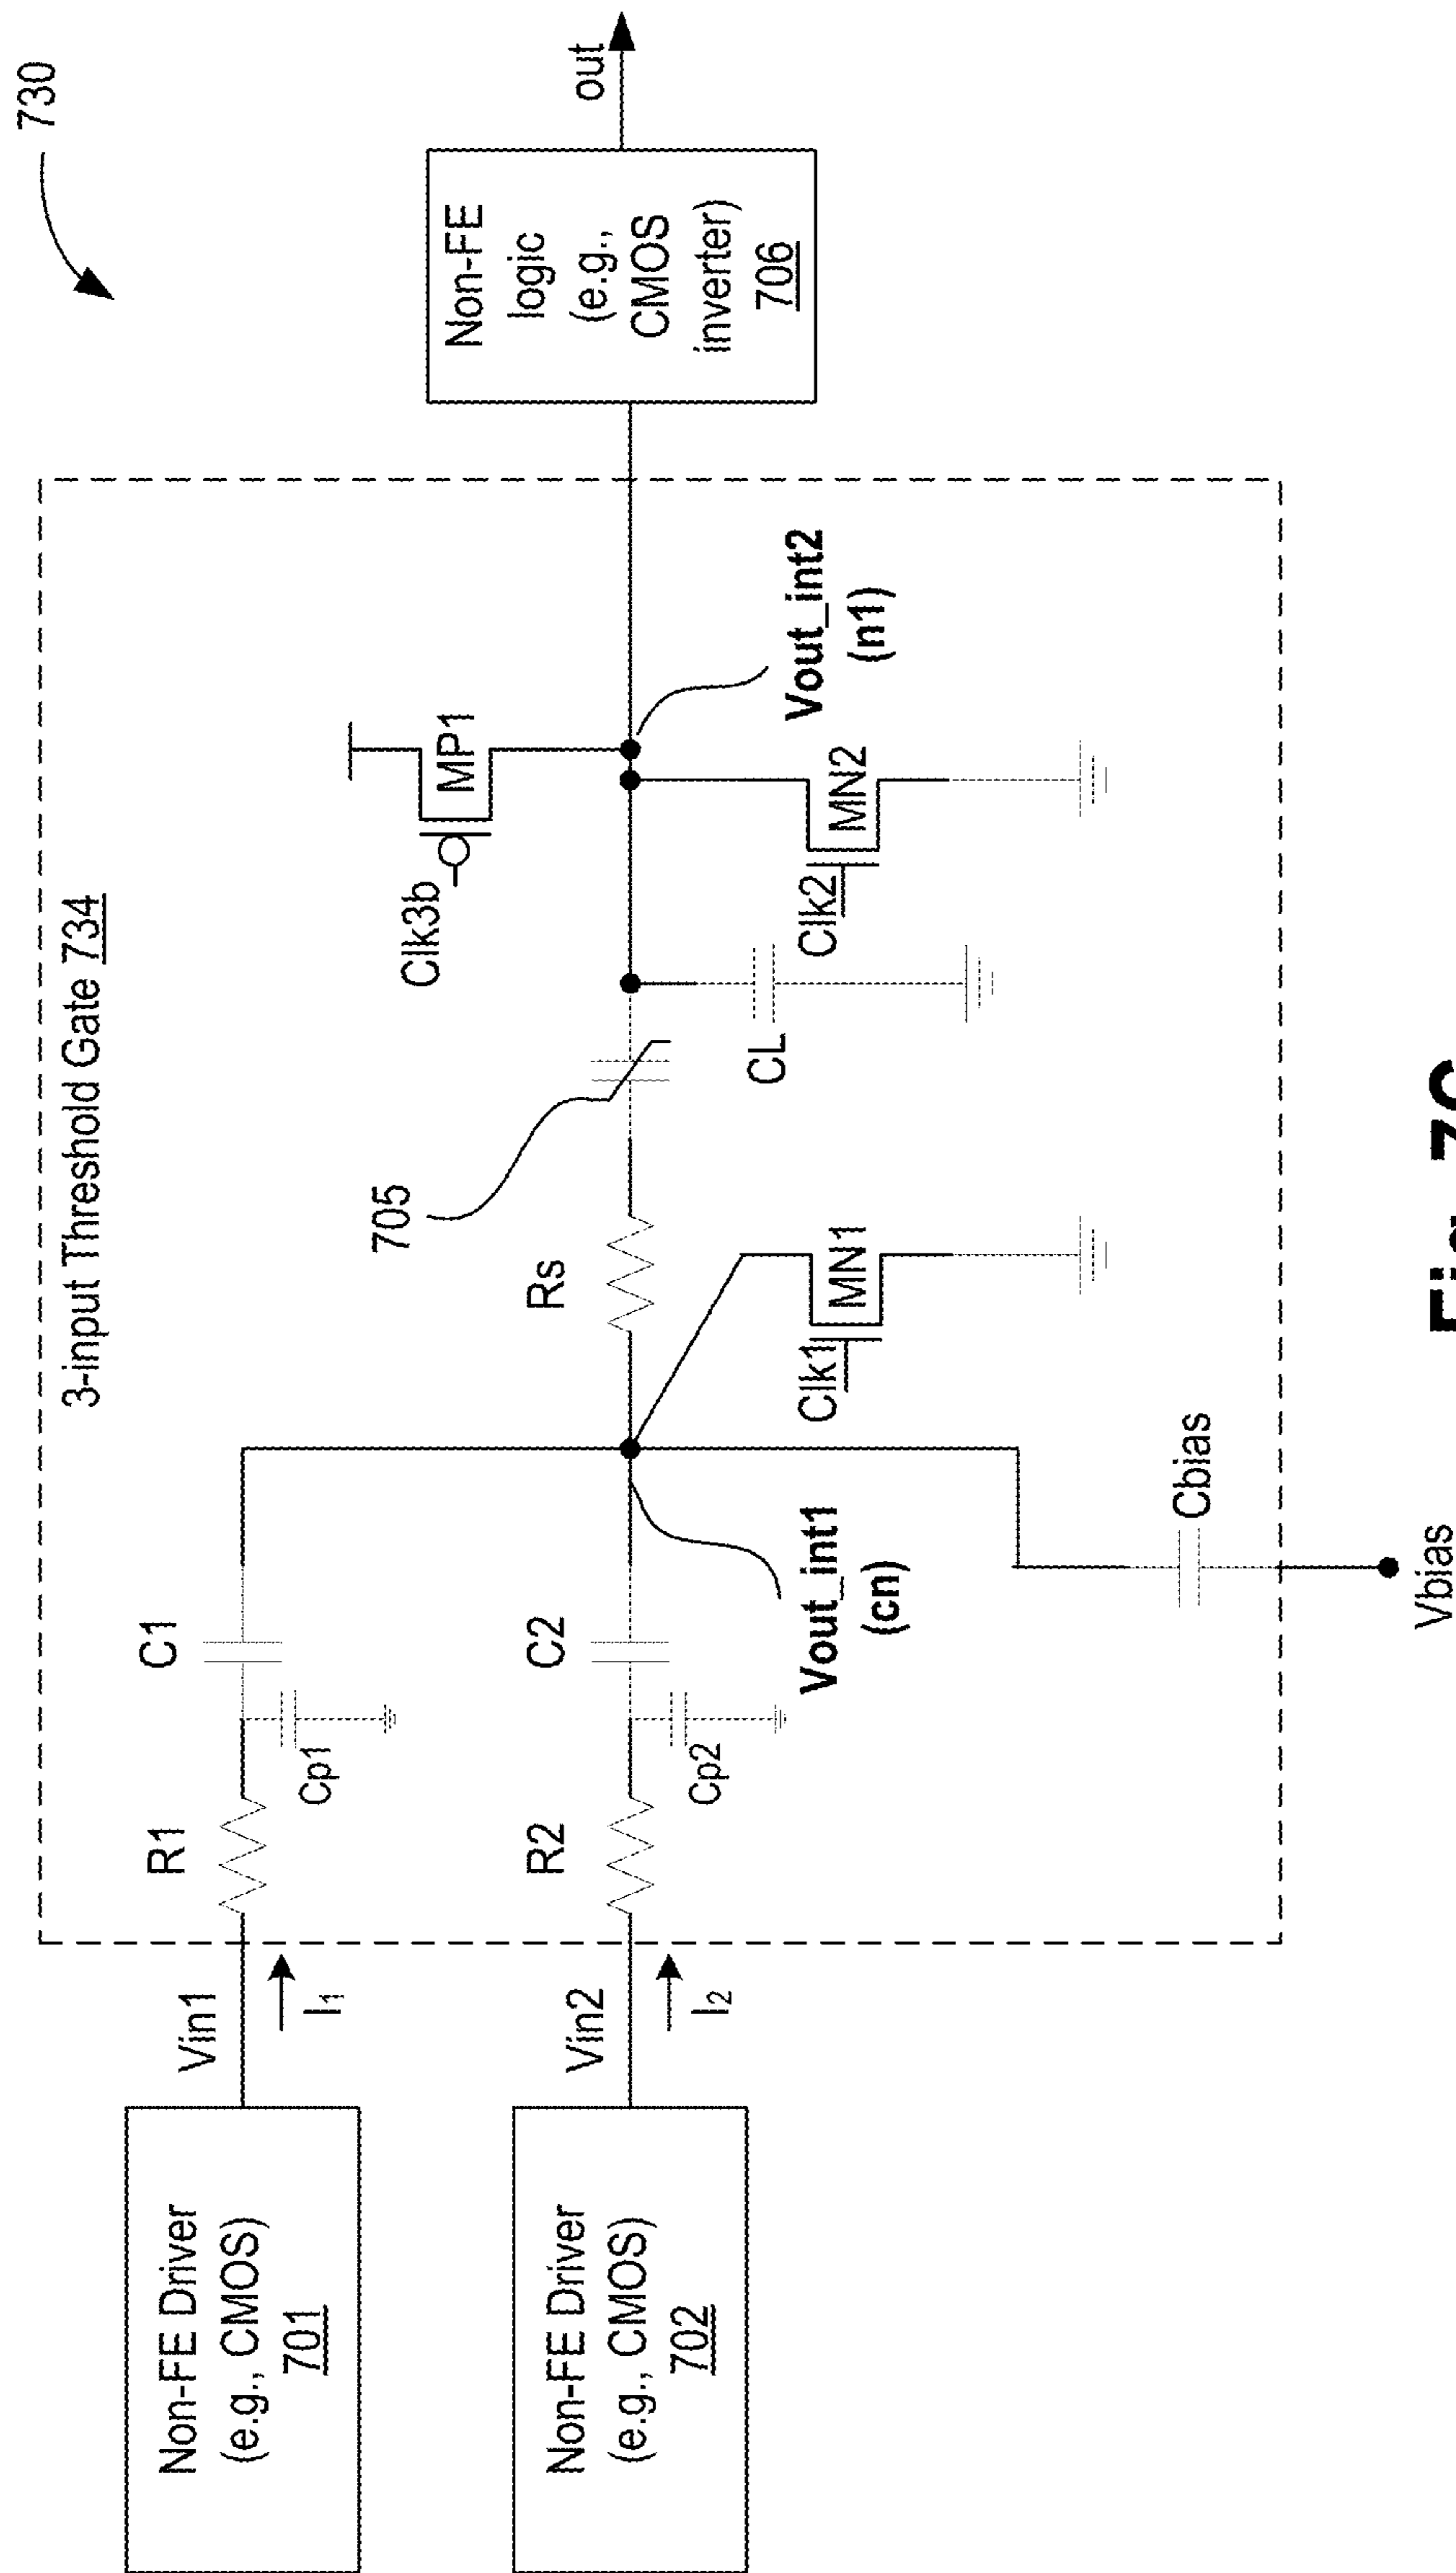 730
3-input Threshold Gate 734
Non-FE Driver
(e.g., CMOS)
701
Vin1
I1
R1
Cp1
C1
Non-FE Driver
(e.g., CMOS)
702
Vin2
I2
R2
Cp2
C2
Vout_int1
(cn)
Rs
705
Clk1
MN1
Cbias
Vbias
CL
Clk3b
MP1
Clk2
MN2
Vout_int2
(n1)
Non-FE
logic
(e.g.,
CMOS
inverter)
706
out
Fig. 7C